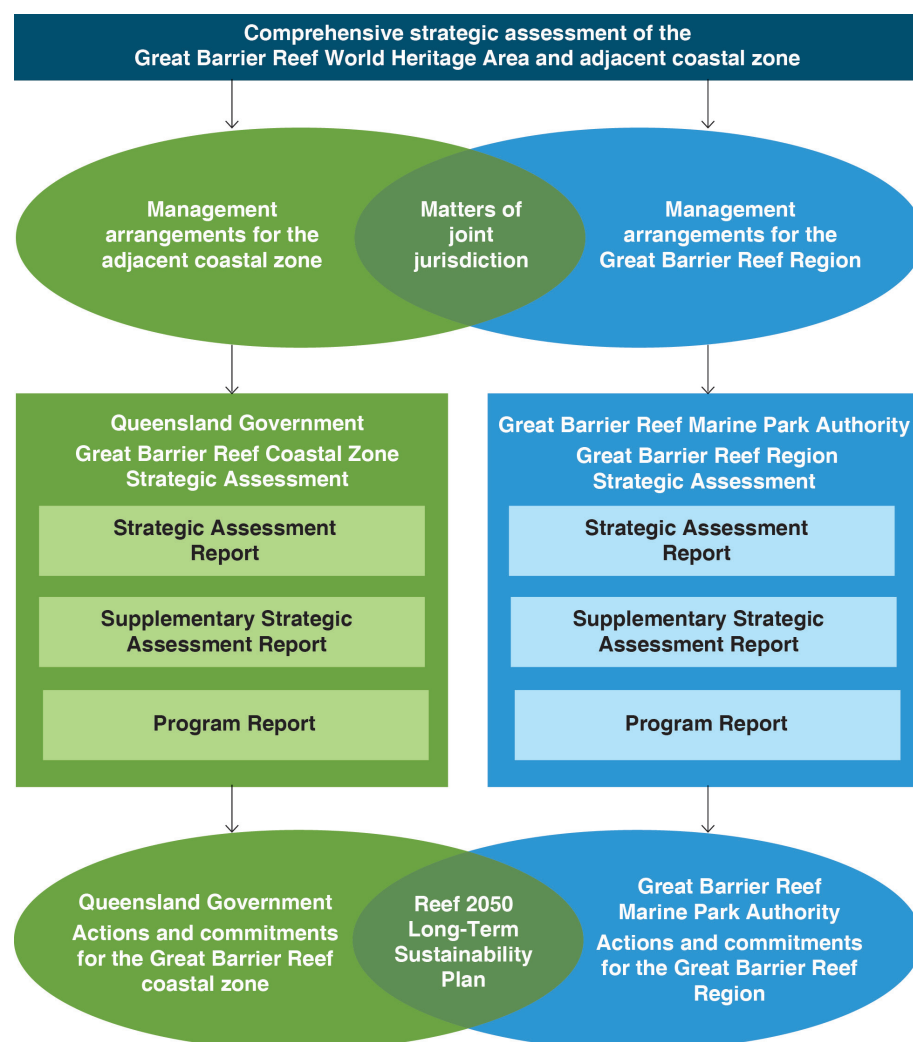 Comprehensive strategic assessment of the
Great Barrier Reef World Heritage Area and adjacent coastal zone
Management
arrangements for the
adjacent coastal zone
Matters of
joint
jurisdiction
Management
arrangements for the
Great Barrier Reef Region
Queensland Government
Great Barrier Reef Coastal Zone
Strategic Assessment
Strategic Assessment
Report
Supplementary Strategic
Assessment Report
Program Report
Great Barrier Reef Marine Park Authority
Great Barrier Reef Region
Strategic Assessment
Strategic Assessment
Report
Supplementary Strategic
Assessment Report
Program Report
Queensland Government
Actions and commitments
for the Great Barrier Reef
coastal zone
Reef 2050
Long-Term
Sustainability
Plan
Great Barrier Reef
Marine Park Authority
Actions and commitments
for the Great Barrier Reef
Region